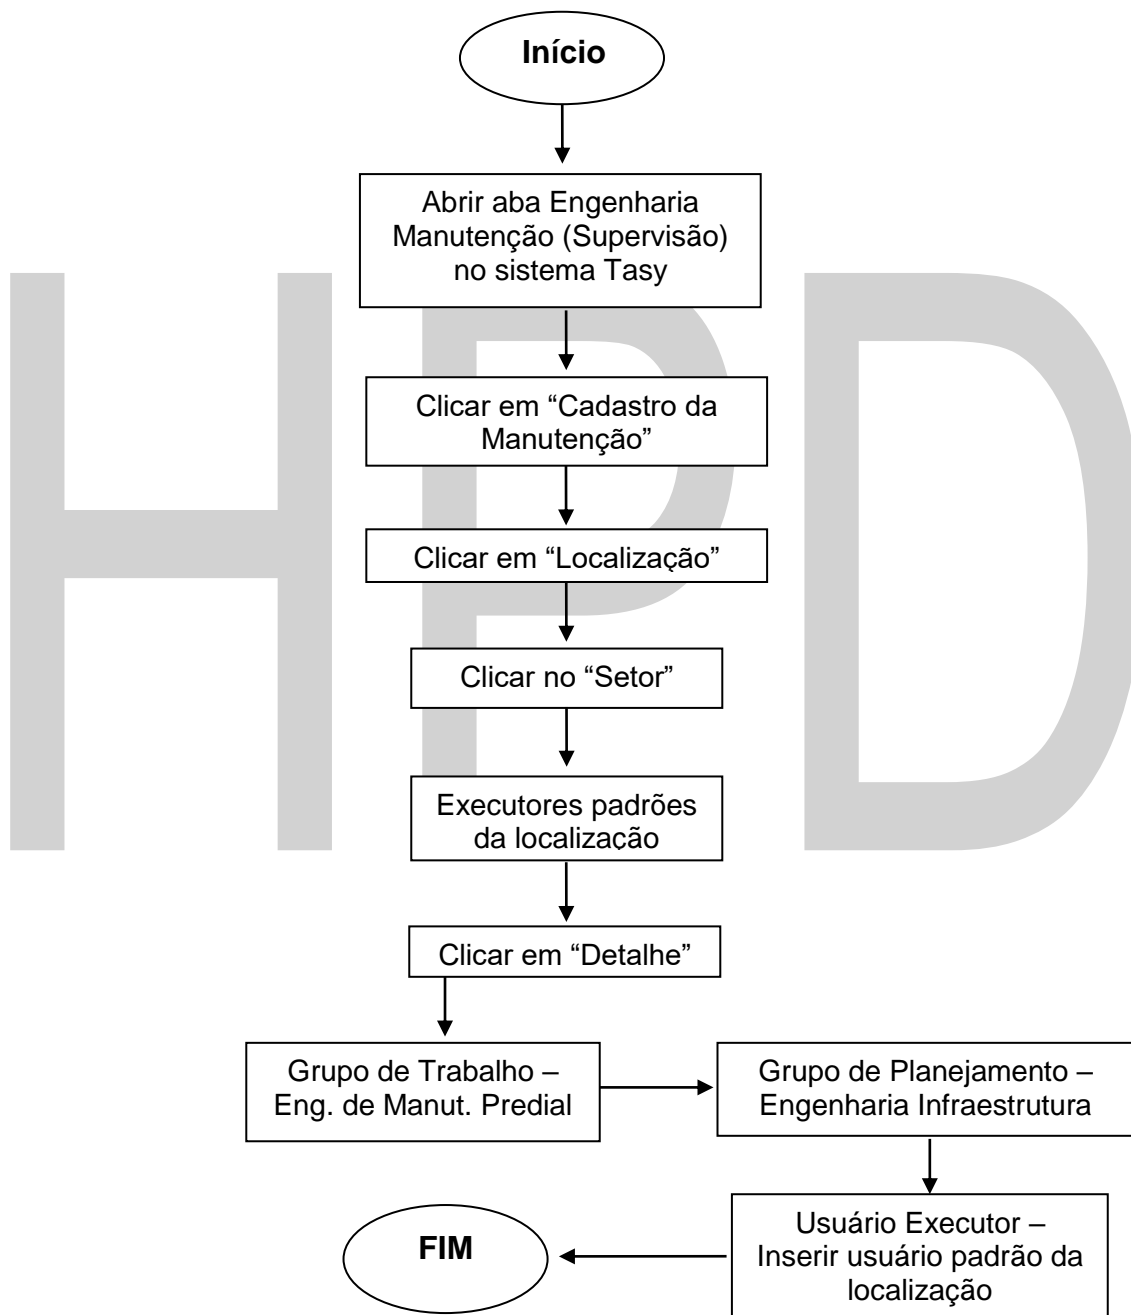 Início
Abrir aba Engenharia
Manutenção (Supervisão)
no sistema Tasy
Clicar em “Cadastro da
Manutenção”
Clicar em “Localização”
Clicar no “Setor”
Executores padrões
da localização
Clicar em “Detalhe”
Grupo de Trabalho –
Eng. de Manut. Predial
Grupo de Planejamento –
Engenharia Infraestrutura
Usuário Executor –
Inserir usuário padrão da
localização
FIM
HPD